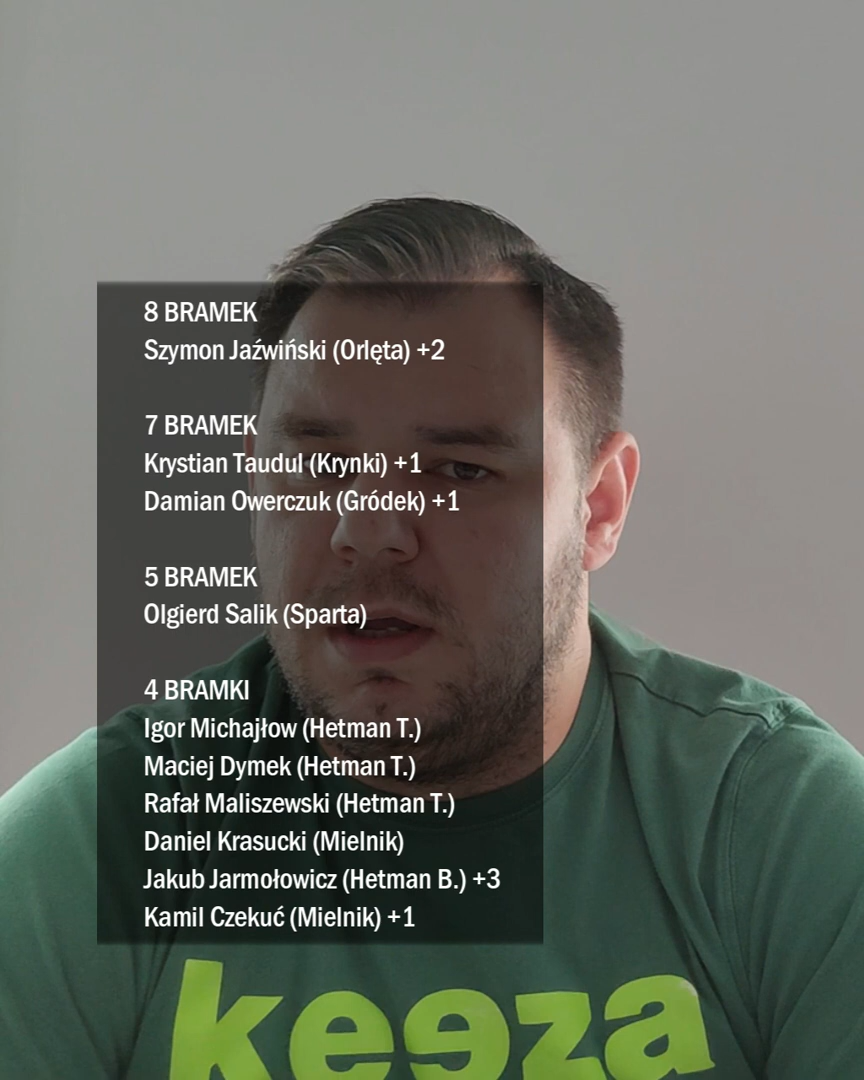 8 BRAMEK
Szymon Jaźwiński (Orlęta) +2
7 BRAMEK
Krystian Taudul (Krynki) +1
Damian Owerczuk (Gródek) +1
5 BRAMEK
Olgierd Salik (Sparta)
4 BRAMKI
Igor Michajłow (Hetman T.)
Maciej Dymek (Hetman T.)
Rafał Maliszewski (Hetman T.)
Daniel Krasucki (Mielnik)
Jakub Jarmołowicz (Hetman B.) +3
Kamil Czekuć (Mielnik) +1
keeza